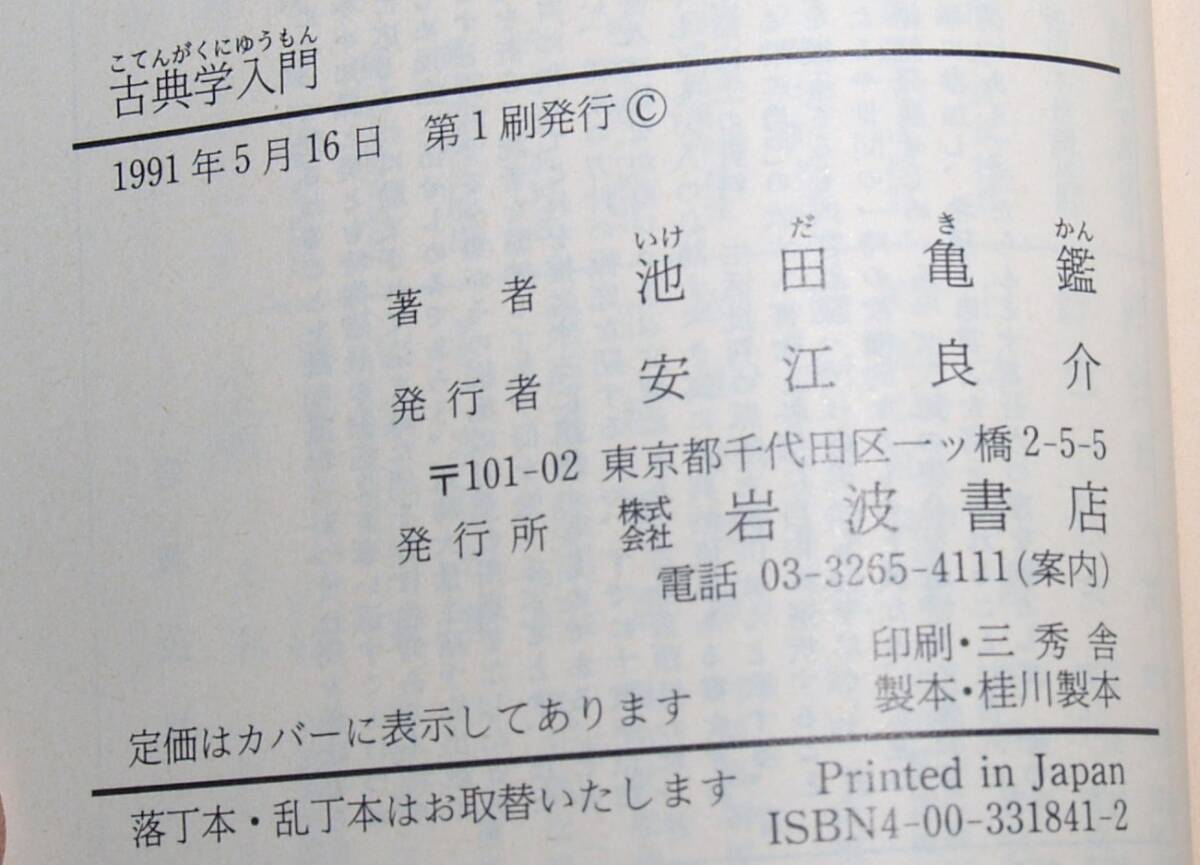 こてんがくにゆうもん
古典学入門
1991年5月16日　第1刷発行©
いけ だ き かん
著者　池田亀鑑
発行者　安江良介
〒101-02　東京都千代田区一ッ橋2-5-5
発行所　株式会社　岩波書店
電話　03-3265-4111(案内)
印刷・三秀舎
製本・桂川製本
定価はカバーに表示してあります
落丁本・乱丁本はお取替いたします
Printed in Japan
ISBN4-00-331841-2